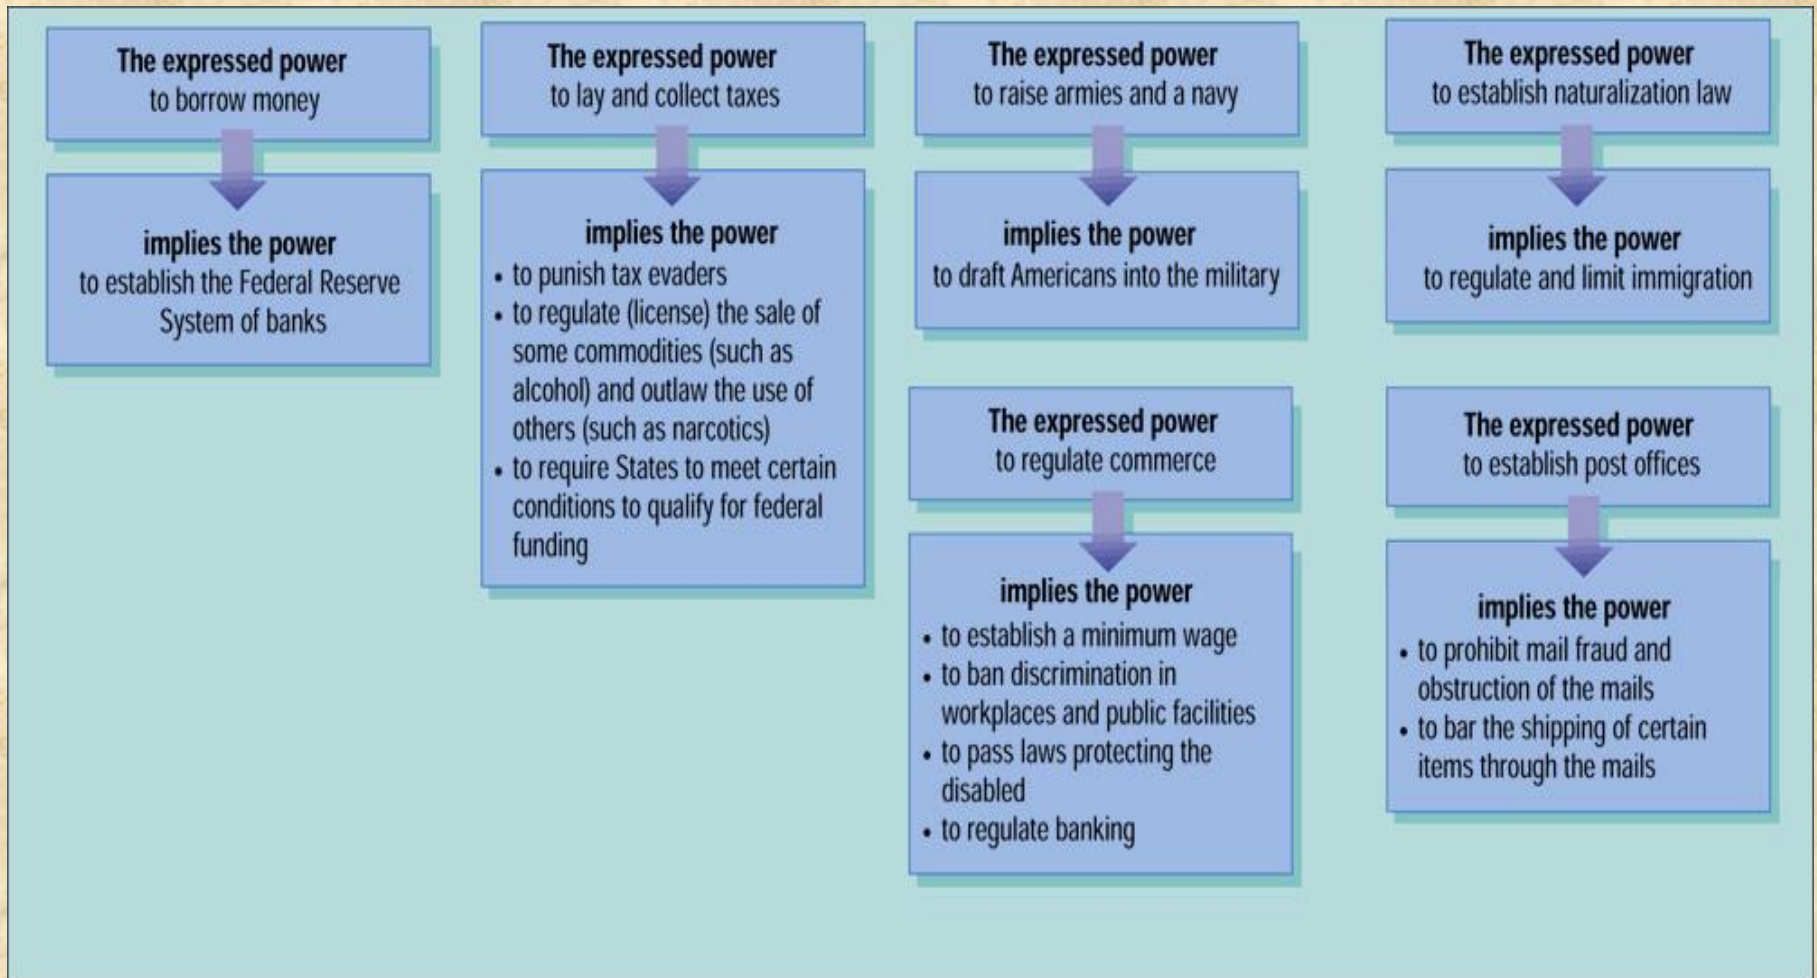 The expressed power
to borrow money
implies the power
to establish the Federal Reserve
System of banks
The expressed power
to lay and collect taxes
implies the power
• to punish tax evaders
• to regulate (license) the sale of
some commodities (such as
alcohol) and outlaw the use of
others (such as narcotics)
• to require States to meet certain
conditions to qualify for federal
funding
The expressed power
to raise armies and a navy
implies the power
to draft Americans into the military
The expressed power
to regulate commerce
implies the power
• to establish a minimum wage
• to ban discrimination in
workplaces and public facilities
• to pass laws protecting the
disabled
• to regulate banking
The expressed power
to establish naturalization law
implies the power
to regulate and limit immigration
The expressed power
to establish post offices
implies the power
• to prohibit mail fraud and
obstruction of the mails
• to bar the shipping of certain
items through the mails